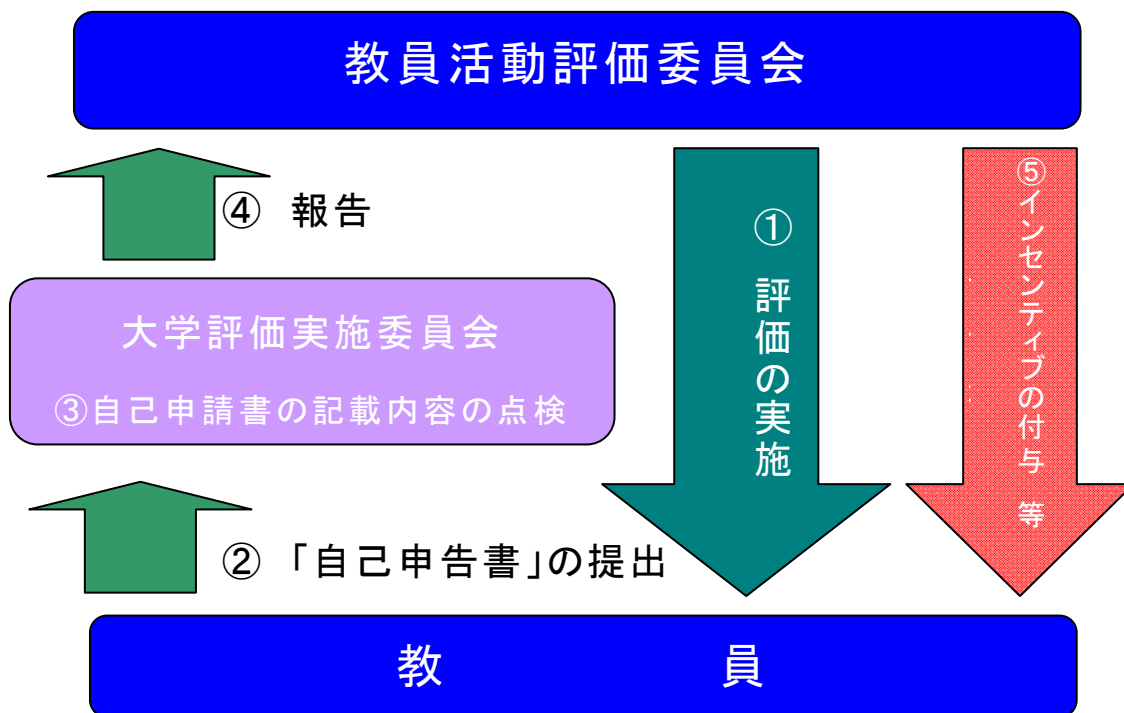 教員活動評価委員会
④ 報告
① 評価の実施
⑤インセンティブの付与 等
大学評価実施委員会
③自己申請書の記載内容の点検
② 「自己申告書」の提出
教 員